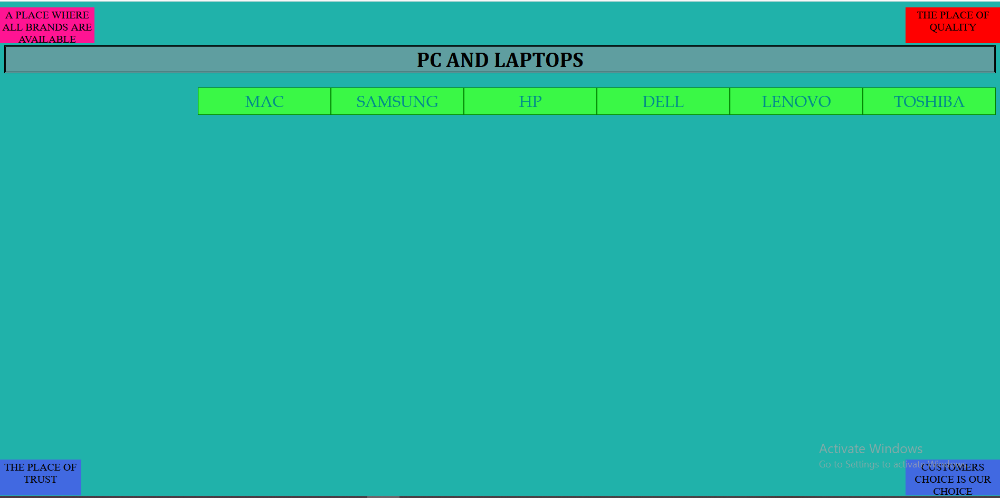 A PLACE WHERE
ALL BRANDS ARE
AVAILABLE
THE PLACE OF
QUALITY
PC AND LAPTOPS
MAC
SAMSUNG
HP
DELL
LENOVO
TOSHIBA
Activate Windows
Go to Settings to activate Windows.
THE PLACE OF
TRUST
CUSTOMERS
CHOICE IS OUR
CHOICE